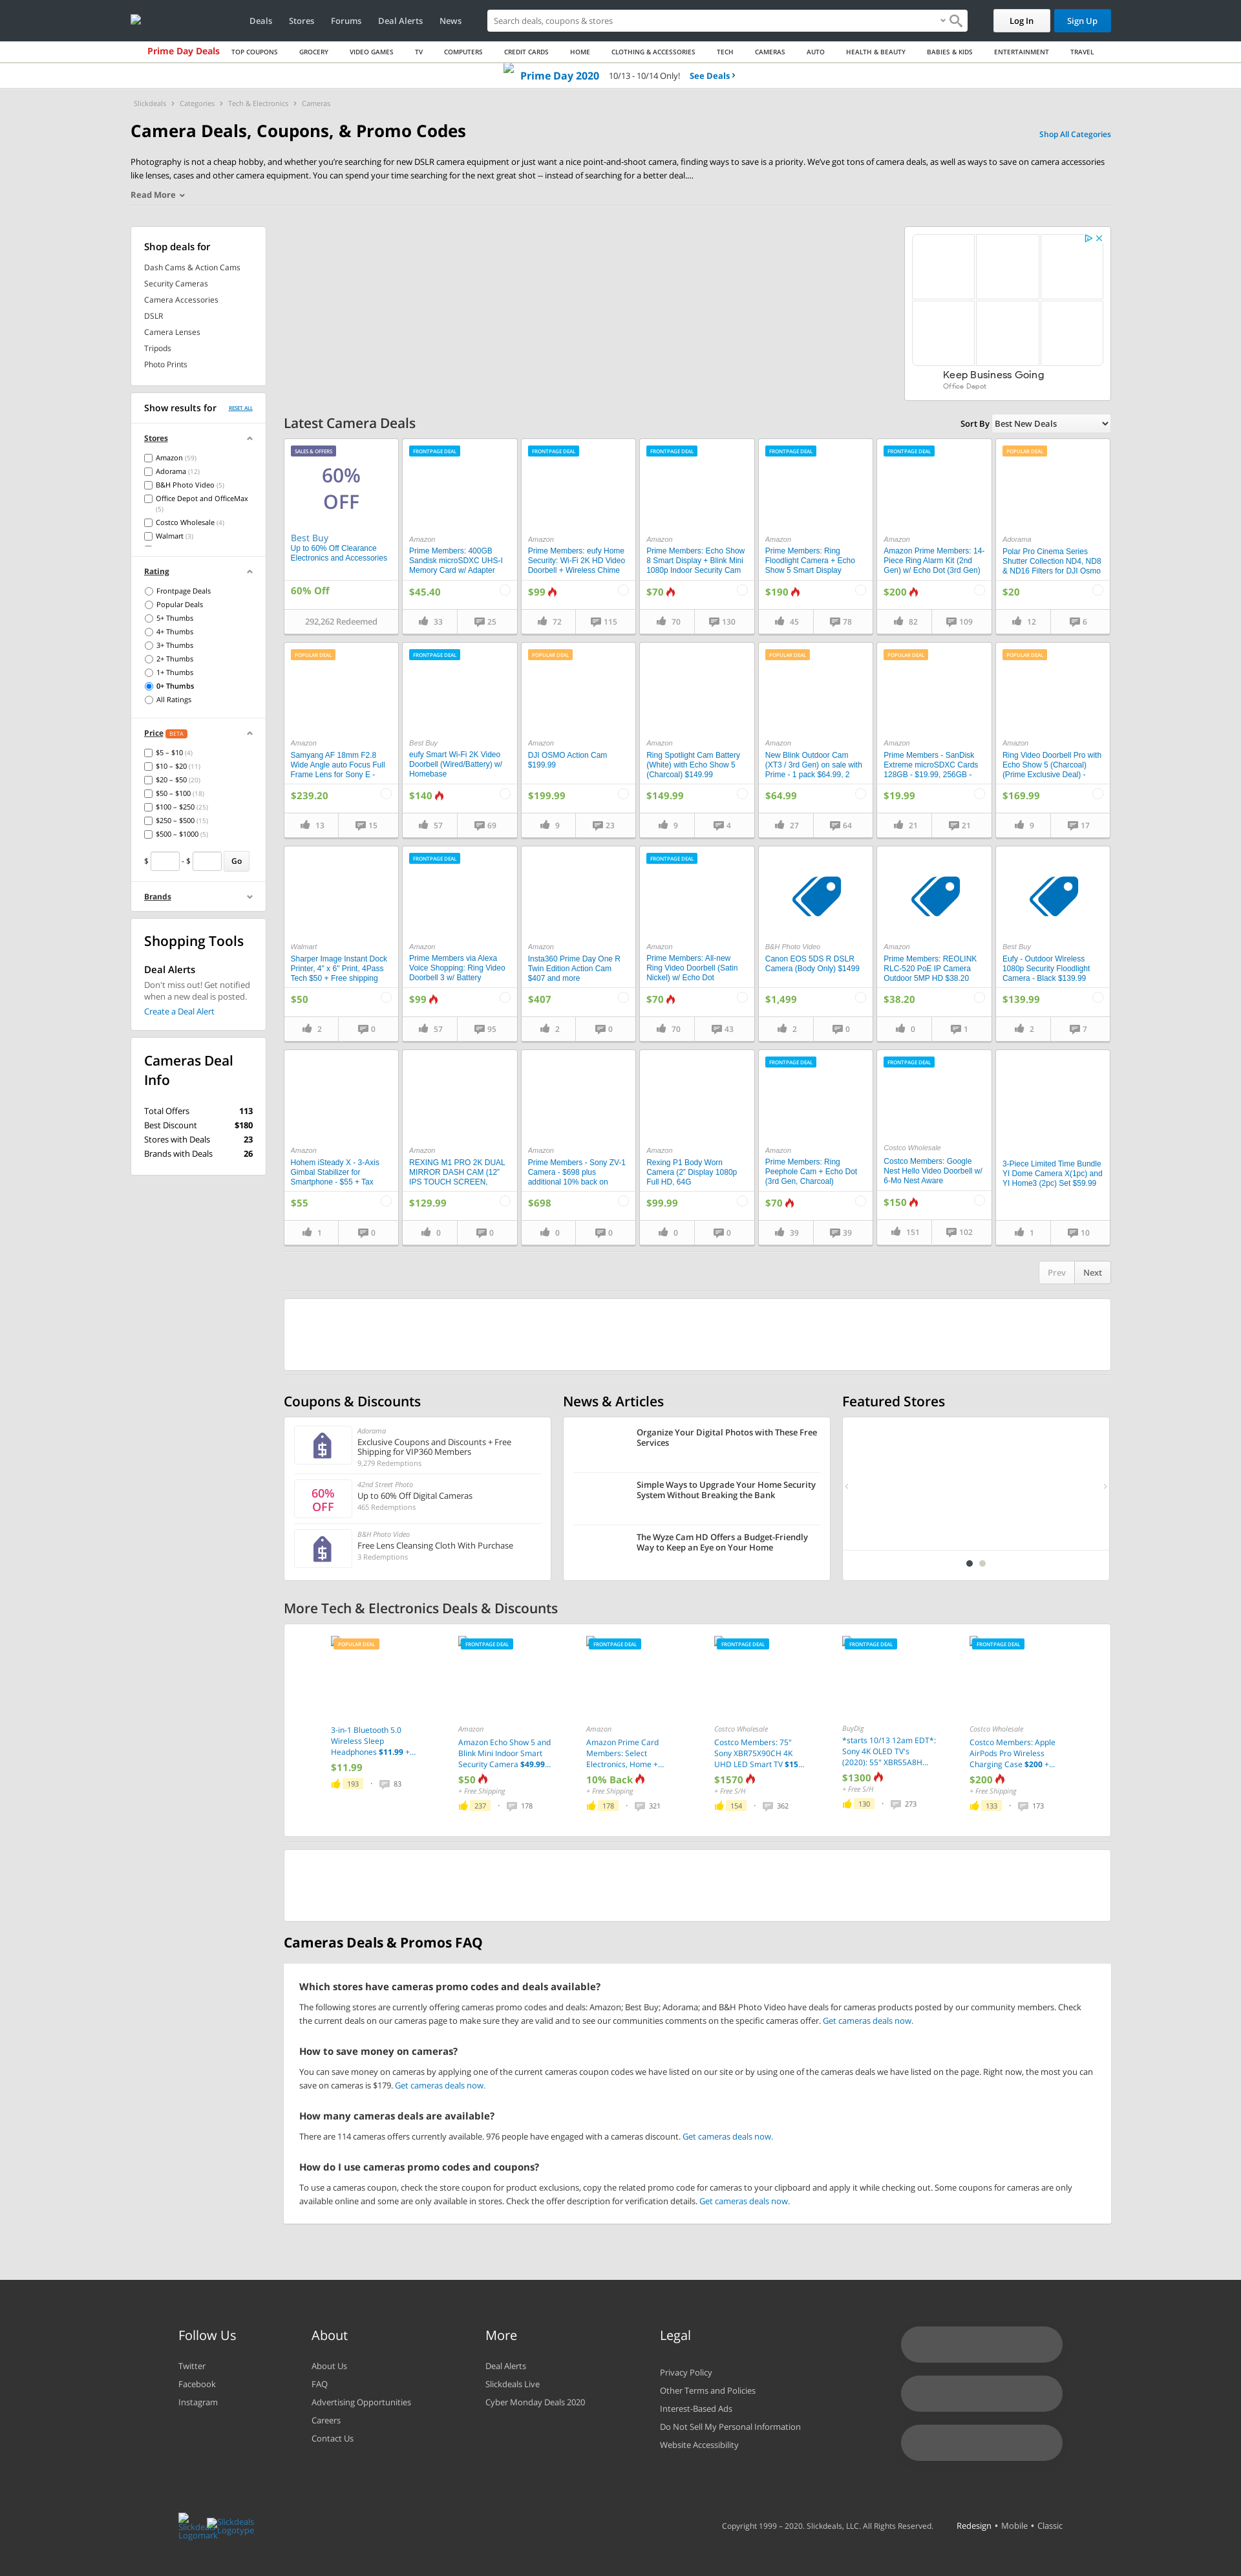 Deals
Stores
Forums
Deal Alerts
News
Search deals, coupons & stores
Log In
Sign Up
Prime Day Deals
TOP COUPONS
GROCERY
VIDEO GAMES
TV
COMPUTERS
CREDIT CARDS
HOME
CLOTHING & ACCESSORIES
TECH
CAMERAS
AUTO
HEALTH & BEAUTY
BABIES & KIDS
ENTERTAINMENT
TRAVEL
Prime Day 2020 10/13 - 10/14 Only! See Deals
Slickdeals > Categories > Tech & Electronics > Cameras
Camera Deals, Coupons, & Promo Codes
Shop All Categories
Photography is not a cheap hobby, and whether you're searching for new DSLR camera equipment or just want a nice point-and-shoot camera, finding ways to save is a priority. We've got tons of camera deals, as well as ways to save on camera accessories
like lenses, cases and other camera equipment. You can spend your time searching for the next great shot -- instead of searching for a better deal....
Read More
Shop deals for
Dash Cams & Action Cams
Security Cameras
Camera Accessories
DSLR
Camera Lenses
Tripods
Photo Prints
Keep Business Going
Office Depot
Show results for
RESET ALL
Stores
Amazon (59)
Adorama (12)
B&H Photo Video (5)
Office Depot and OfficeMax
(5)
Costco Wholesale (4)
Walmart (3)
Rating
Frontpage Deals
Popular Deals
5+ Thumbs
4+ Thumbs
3+ Thumbs
2+ Thumbs
1+ Thumbs
0+ Thumbs
All Ratings
Price BETA
$5 – $10 (4)
$10 – $20 (11)
$20 – $50 (20)
$50 – $100 (18)
$100 – $250 (25)
$250 – $500 (15)
$500 – $1000 (5)
$ - $ Go
Brands
Shopping Tools
Deal Alerts
Don't miss out! Get notified
when a new deal is posted.
Create a Deal Alert
Cameras Deal
Info
Total Offers 113
Best Discount $180
Stores with Deals 23
Brands with Deals 26
Latest Camera Deals
Sort By Best New Deals
SALES & OFFERS
60%
OFF
Best Buy
Up to 60% Off Clearance
Electronics and Accessories
60% Off
292,262 Redeemed
FRONTPAGE DEAL
Amazon
Prime Members: 400GB
Sandisk microSDXC UHS-I
Memory Card w/ Adapter
$45.40
33 25
FRONTPAGE DEAL
Amazon
Prime Members: eufy Home
Security: Wi-Fi 2K HD Video
Doorbell + Wireless Chime
$99
72 115
FRONTPAGE DEAL
Amazon
Prime Members: Echo Show
8 Smart Display + Blink Mini
1080p Indoor Security Cam
$70
70 130
FRONTPAGE DEAL
Amazon
Prime Members: Ring
Floodlight Camera + Echo
Show 5 Smart Display
$190
45 78
FRONTPAGE DEAL
Amazon
Amazon Prime Members: 14-
Piece Ring Alarm Kit (2nd
Gen) w/ Echo Dot (3rd Gen)
$200
82 109
POPULAR DEAL
Adorama
Polar Pro Cinema Series
Shutter Collection ND4, ND8
& ND16 Filters for DJI Osmo
$20
12 6
POPULAR DEAL
Amazon
Samyang AF 18mm F2.8
Wide Angle auto Focus Full
Frame Lens for Sony E -
$239.20
13 15
FRONTPAGE DEAL
Best Buy
eufy Smart Wi-Fi 2K Video
Doorbell (Wired/Battery) w/
Homebase
$140
57 69
POPULAR DEAL
Amazon
DJI OSMO Action Cam
$199.99
$199.99
9 23
Amazon
Ring Spotlight Cam Battery
(White) with Echo Show 5
(Charcoal) $149.99
$149.99
9 4
POPULAR DEAL
Amazon
New Blink Outdoor Cam
(XT3 / 3rd Gen) on sale with
Prime - 1 pack $64.99, 2
$64.99
27 64
POPULAR DEAL
Amazon
Prime Members - SanDisk
Extreme microSDXC Cards
128GB - $19.99, 256GB -
$19.99
21 21
POPULAR DEAL
Amazon
Ring Video Doorbell Pro with
Echo Show 5 (Charcoal)
(Prime Exclusive Deal) -
$169.99
9 17
Walmart
Sharper Image Instant Dock
Printer, 4" x 6" Print, 4Pass
Tech $50 + Free shipping
$50
2 0
FRONTPAGE DEAL
Amazon
Prime Members via Alexa
Voice Shopping: Ring Video
Doorbell 3 w/ Battery
$99
57 95
Amazon
Insta360 Prime Day One R
Twin Edition Action Cam
$407 and more
$407
2 0
FRONTPAGE DEAL
Amazon
Prime Members: All-new
Ring Video Doorbell (Satin
Nickel) w/ Echo Dot
$70
70 43
B&H Photo Video
Canon EOS 5DS R DSLR
Camera (Body Only) $1499
$1,499
2 0
Amazon
Prime Members: REOLINK
RLC-520 PoE IP Camera
Outdoor 5MP HD $38.20
$38.20
0 1
Best Buy
Eufy - Outdoor Wireless
1080p Security Floodlight
Camera - Black $139.99
$139.99
2 7
Amazon
Hohem iSteady X - 3-Axis
Gimbal Stabilizer for
Smartphone - $55 + Tax
$55
1 0
Amazon
REXING M1 PRO 2K DUAL
MIRROR DASH CAM (12"
IPS TOUCH SCREEN,
$129.99
0 0
Amazon
Prime Members - Sony ZV-1
Camera - $698 plus
additional 10% back on
$698
0 0
Amazon
Rexing P1 Body Worn
Camera (2" Display 1080p
Full HD, 64G
$99.99
0 0
FRONTPAGE DEAL
Amazon
Prime Members: Ring
Peephole Cam + Echo Dot
(3rd Gen, Charcoal)
$70
39 39
FRONTPAGE DEAL
Costco Wholesale
Costco Members: Google
Nest Hello Video Doorbell w/
6-Mo Nest Aware
$150
151 102
3-Piece Limited Time Bundle
YI Dome Camera X(1pc) and
YI Home3 (2pc) Set $59.99
1 10
Prev Next
Coupons & Discounts
Adorama
Exclusive Coupons and Discounts + Free
Shipping for VIP360 Members
9,279 Redemptions
60%
OFF
42nd Street Photo
Up to 60% Off Digital Cameras
465 Redemptions
B&H Photo Video
Free Lens Cleansing Cloth With Purchase
3 Redemptions
News & Articles
Organize Your Digital Photos with These Free
Services
Simple Ways to Upgrade Your Home Security
System Without Breaking the Bank
The Wyze Cam HD Offers a Budget-Friendly
Way to Keep an Eye on Your Home
Featured Stores
More Tech & Electronics Deals & Discounts
POPULAR DEAL
3-in-1 Bluetooth 5.0
Wireless Sleep
Headphones $11.99 +...
$11.99
193 · 83
FRONTPAGE DEAL
Amazon
Amazon Echo Show 5 and
Blink Mini Indoor Smart
Security Camera $49.99...
$50
+ Free Shipping
237 · 178
FRONTPAGE DEAL
Amazon
Amazon Prime Card
Members: Select
Electronics, Home +...
10% Back
+ Free Shipping
178 · 321
FRONTPAGE DEAL
Costco Wholesale
Costco Members: 75"
Sony XBR75X90CH 4K
UHD LED Smart TV $15...
$1570
+ Free S/H
154 · 362
FRONTPAGE DEAL
BuyDig
*starts 10/13 12am EDT*:
Sony 4K OLED TV's
(2020): 55" XBR55A8H...
$1300
+ Free S/H
130 · 273
FRONTPAGE DEAL
Costco Wholesale
Costco Members: Apple
AirPods Pro Wireless
Charging Case $200 +...
$200
+ Free Shipping
133 · 173
Cameras Deals & Promos FAQ
Which stores have cameras promo codes and deals available?
The following stores are currently offering cameras promo codes and deals: Amazon; Best Buy; Adorama; and B&H Photo Video have deals for cameras products posted by our community members. Check
the current deals on our cameras page to make sure they are valid and to see our communities comments on the specific cameras offer. Get cameras deals now.
How to save money on cameras?
You can save money on cameras by applying one of the current cameras coupon codes we have listed on our site or by using one of the cameras deals we have listed on the page. Right now, the most you can
save on cameras is $179. Get cameras deals now.
How many cameras deals are available?
There are 114 cameras offers currently available. 976 people have engaged with a cameras discount. Get cameras deals now.
How do I use cameras promo codes and coupons?
To use a cameras coupon, check the store coupon for product exclusions, copy the related promo code for cameras to your clipboard and apply it while checking out. Some coupons for cameras are only
available online and some are only available in stores. Check the offer description for verification details. Get cameras deals now.
Follow Us
Twitter
Facebook
Instagram
About
About Us
FAQ
Advertising Opportunities
Careers
Contact Us
More
Deal Alerts
Slickdeals Live
Cyber Monday Deals 2020
Legal
Privacy Policy
Other Terms and Policies
Interest-Based Ads
Do Not Sell My Personal Information
Website Accessibility
Slickdeals
Logomark
Slickdeals
Logotype
Copyright 1999 – 2020. Slickdeals, LLC. All Rights Reserved.
Redesign • Mobile • Classic